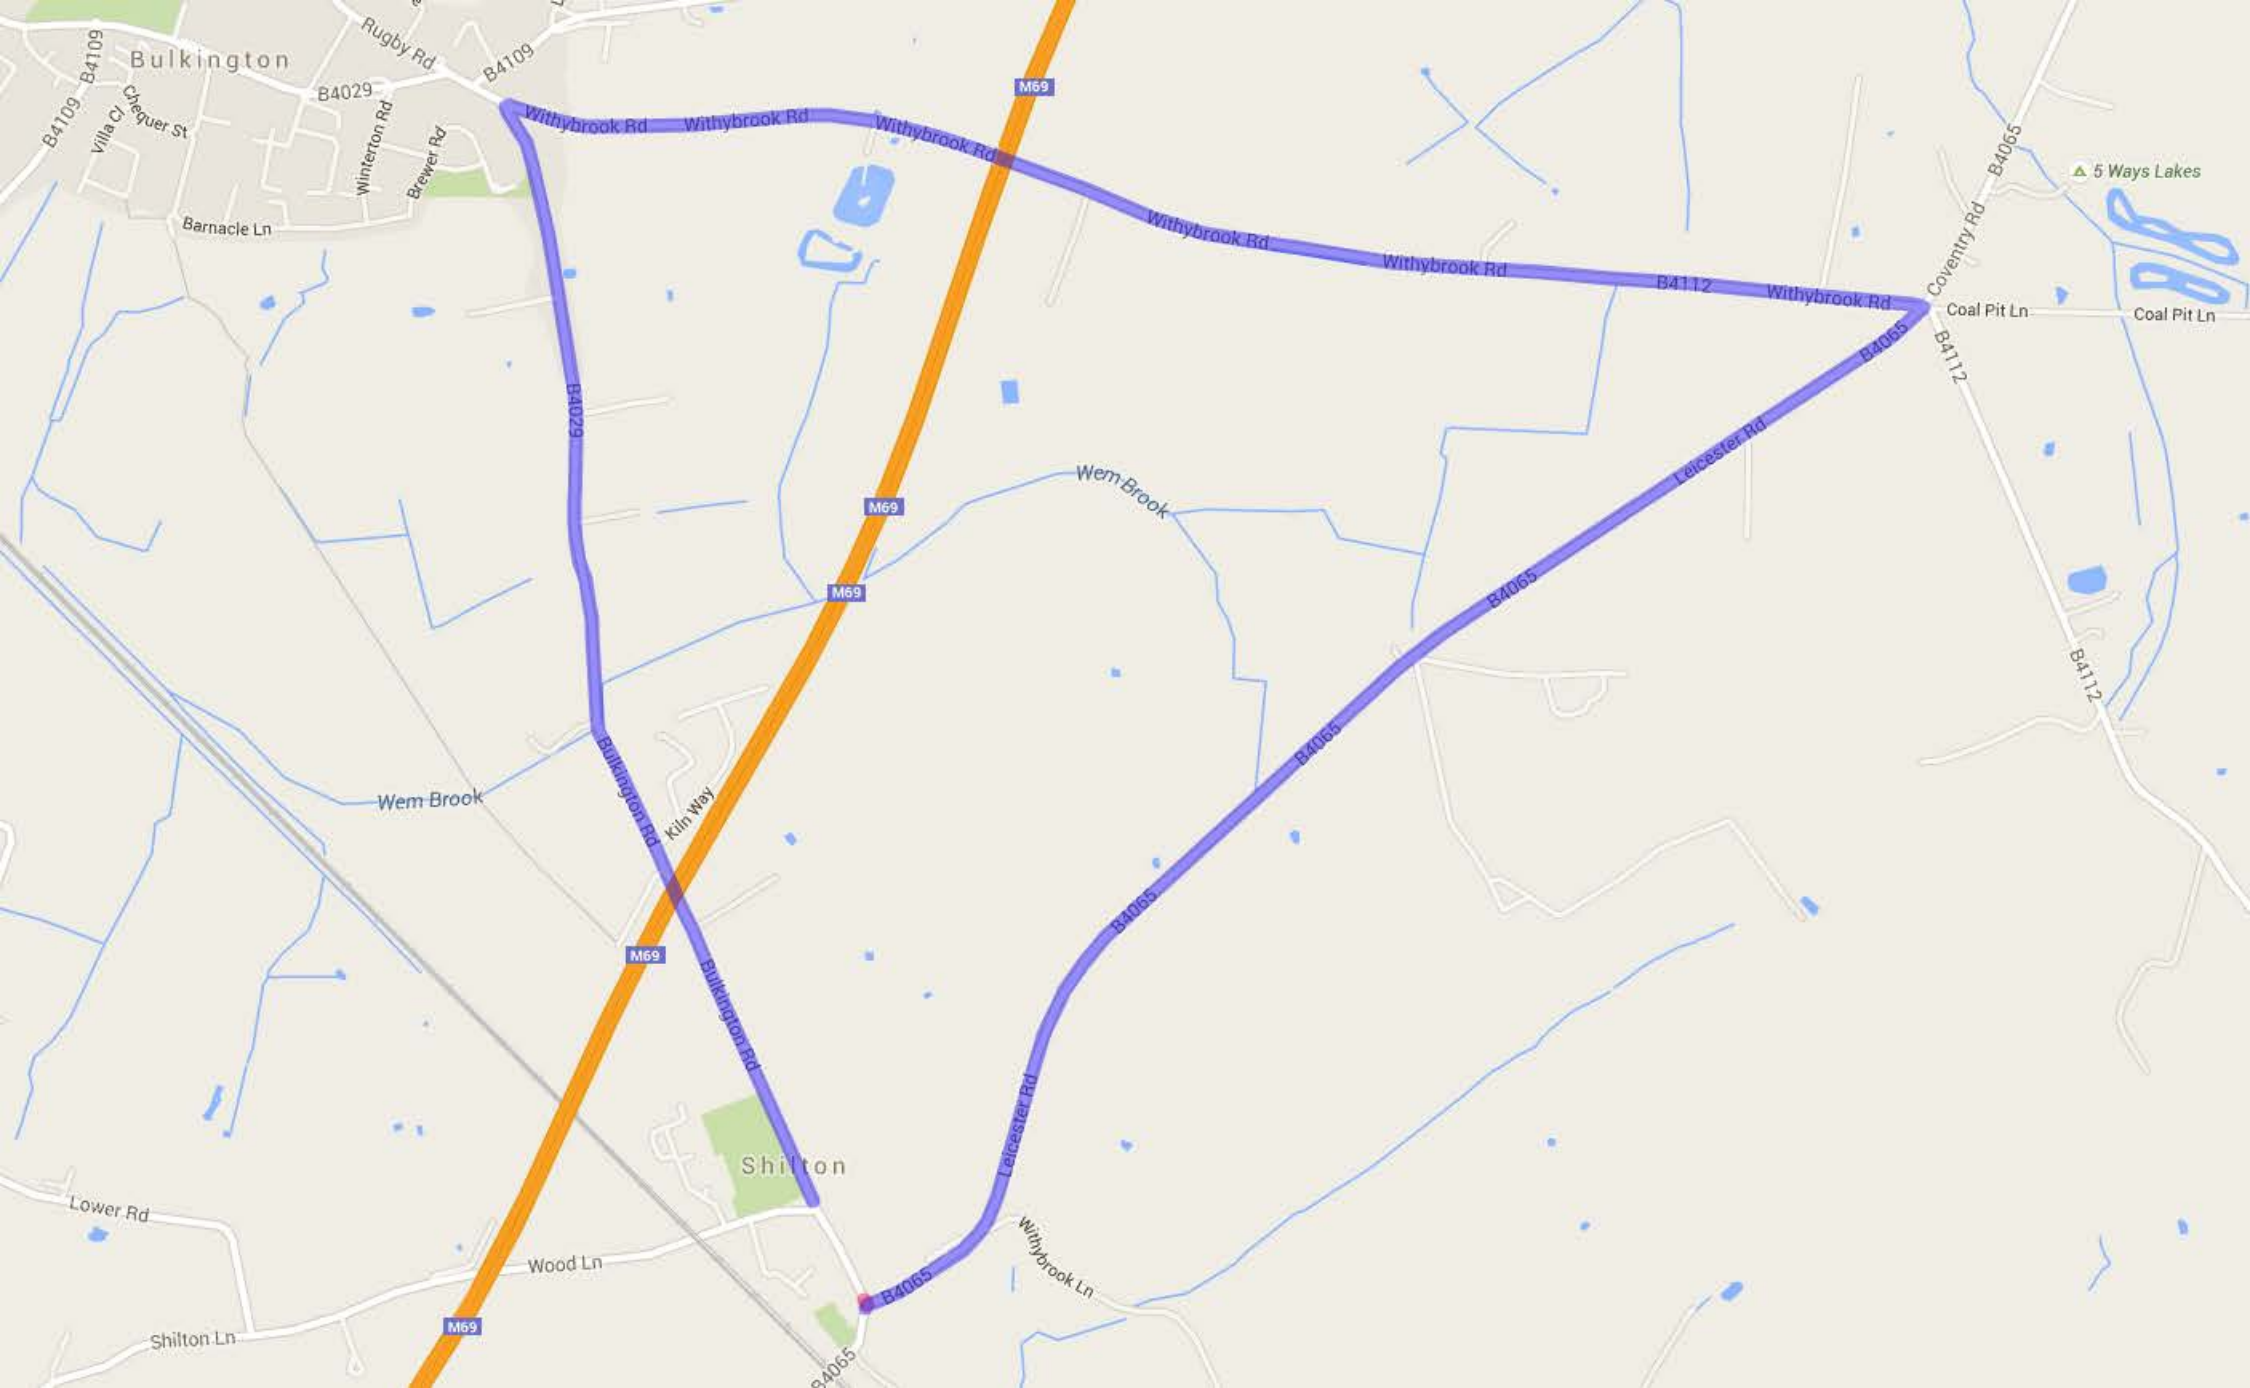 Rugby Rd
B4109
B4109
Bulkington
M69
B4029
Chequer St
Villa Cl
B4109
Winterton Rd
Brewer Rd
Withybrook Rd
Withybrook Rd
Withybrook Rd
B4065
5 Ways Lakes
Barnacle Ln
Withybrook Rd
Withybrook Rd
Coventry Rd
B4112
Withybrook Rd
Coal Pit Ln
Coal Pit Ln
B4065
B4112
B4029
Leicester Rd
Wem Brook
M69
M69
B4065
B4112
B4065
Bulkington Rd
Wem Brook
Kiln Way
B4065
M69
Bulkington Rd
Leicester Rd
Shilton
Lower Rd
Withybrook Ln
Wood Ln
B4065
M69
Shilton Ln
B4065